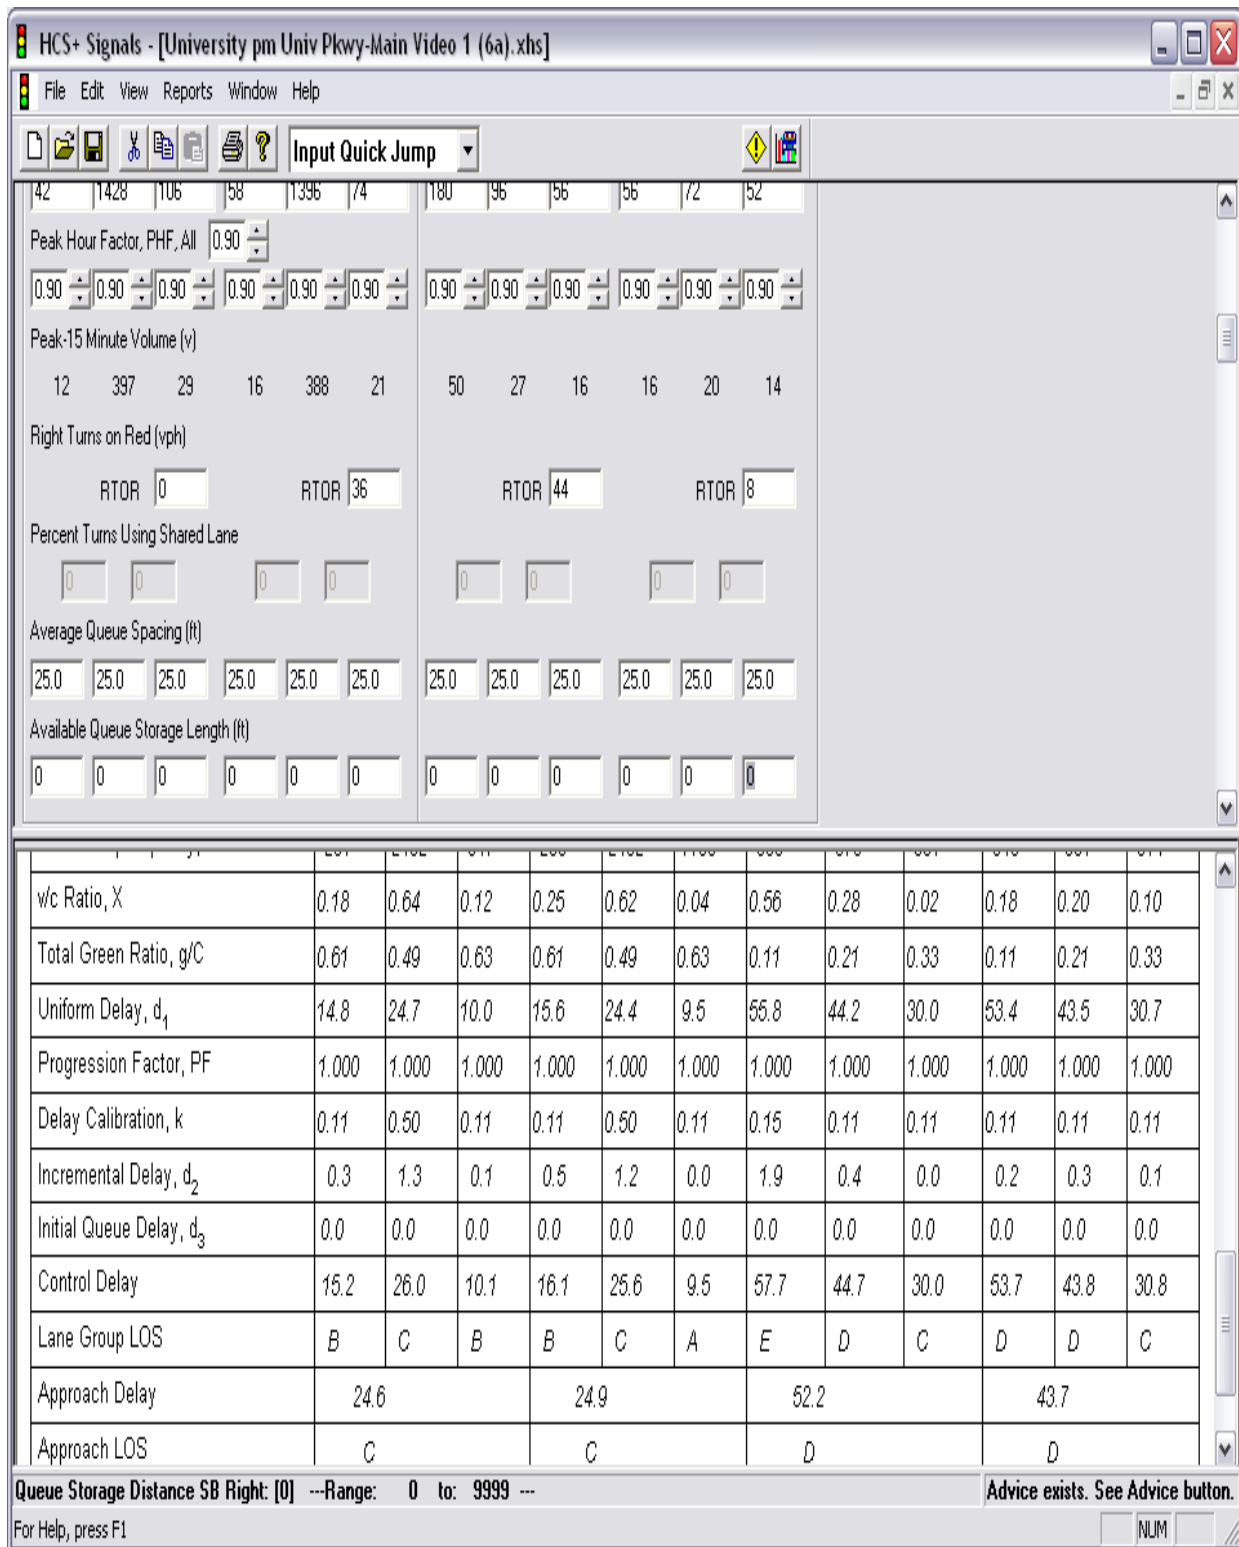 HCS+ Signals - [University pm Univ Pkwy-Main Video 1 (6a).xhs]
File Edit View Reports Window Help
Input Quick Jump
42 1428 106 58 1396 74 180 96 56 56 72 52
Peak Hour Factor, PHF, All 0.90
0.90 0.90 0.90 0.90 0.90 0.90 0.90 0.90 0.90 0.90 0.90 0.90
Peak-15 Minute Volume (v)
12 397 29 16 388 21 50 27 16 16 20 14
Right Turns on Red (vph)
RTOR 0 RTOR 36 RTOR 44 RTOR 8
Percent Turns Using Shared Lane
0 0 0 0 0 0 0 0
Average Queue Spacing (ft)
25.0 25.0 25.0 25.0 25.0 25.0 25.0 25.0 25.0 25.0 25.0 25.0
Available Queue Storage Length (ft)
0 0 0 0 0 0 0 0 0 0 0 0
v/c Ratio, X 0.18 0.64 0.12 0.25 0.62 0.04 0.56 0.28 0.02 0.18 0.20 0.10
Total Green Ratio, g/C 0.61 0.49 0.63 0.61 0.49 0.63 0.11 0.21 0.33 0.11 0.21 0.33
Uniform Delay, d1 14.8 24.7 10.0 15.6 24.4 9.5 55.8 44.2 30.0 53.4 43.5 30.7
Progression Factor, PF 1.000 1.000 1.000 1.000 1.000 1.000 1.000 1.000 1.000 1.000 1.000 1.000
Delay Calibration, k 0.11 0.50 0.11 0.11 0.50 0.11 0.15 0.11 0.11 0.11 0.11 0.11
Incremental Delay, d2 0.3 1.3 0.1 0.5 1.2 0.0 1.9 0.4 0.0 0.2 0.3 0.1
Initial Queue Delay, d3 0.0 0.0 0.0 0.0 0.0 0.0 0.0 0.0 0.0 0.0 0.0 0.0
Control Delay 15.2 26.0 10.1 16.1 25.6 9.5 57.7 44.7 30.0 53.7 43.8 30.8
Lane Group LOS B C B B C A E D C D D C
Approach Delay 24.6 24.9 52.2 43.7
Approach LOS C C D D
Queue Storage Distance SB Right: [0] ---Range: 0 to: 9999 --- Advice exists. See Advice button.
For Help, press F1 NUM